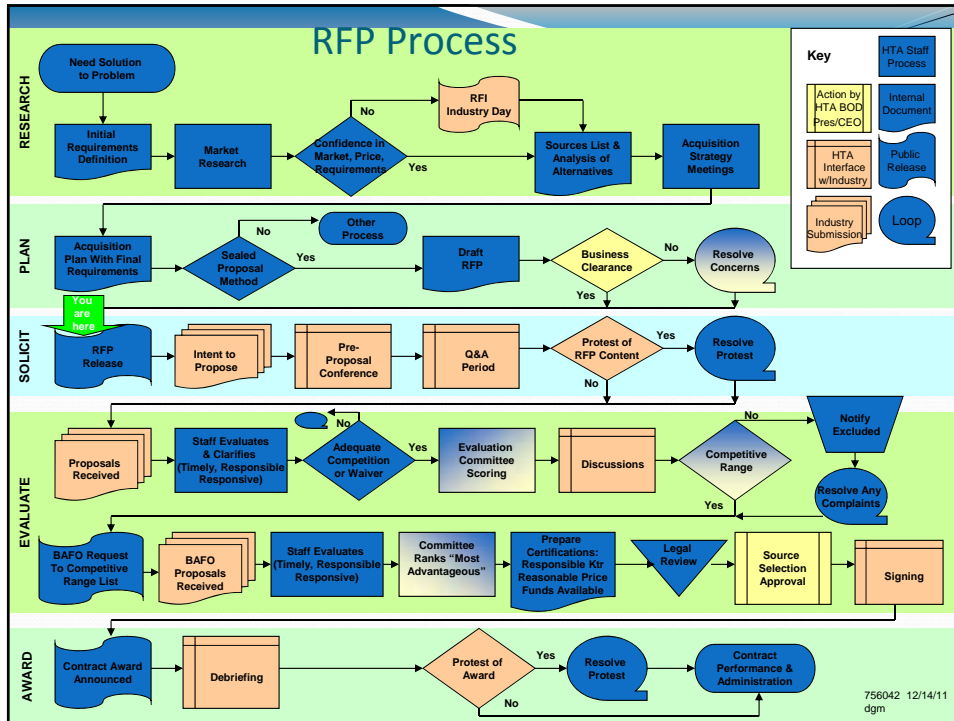 RFP Process
RESEARCH
Need Solution
to Problem
Initial
Requirements
Definition
Market
Research
Confidence in
Market, Price,
Requirements
No
Yes
RFI
Industry Day
Sources List &
Analysis of
Alternatives
Acquisition
Strategy
Meetings
Key
HTA Staff
Process
Action by
HTA BOD
Pres/CEO
Internal
Document
HTA
Interface
w/Industry
Public
Release
Industry
Submission
Loop
PLAN
Acquisition
Plan With Final
Requirements
Sealed
Proposal
Method
No
Other
Process
Yes
Draft
RFP
Business
Clearance
No
Yes
Resolve
Concerns
You
are
here
SOLICIT
RFP
Release
Intent to
Propose
Pre-
Proposal
Conference
Q&A
Period
Protest of
RFP Content
Yes
No
Resolve
Protest
EVALUATE
Proposals
Received
Staff Evaluates
& Clarifies
(Timely, Responsible
Responsive)
No
Adequate
Competition
or Waiver
Yes
Evaluation
Committee
Scoring
Discussions
Competitive
Range
No
Yes
Notify
Excluded
Resolve Any
Complaints
BAFO Request
To Competitive
Range List
BAFO
Proposals
Received
Staff Evaluates
(Timely, Responsible
Responsive)
Committee
Ranks “Most
Advantageous”
Prepare
Certifications:
Responsible Ktr
Reasonable Price
Funds Available
Legal
Review
Source
Selection
Approval
Signing
AWARD
Contract Award
Announced
Debriefing
Protest of
Award
Yes
No
Resolve
Protest
Contract
Performance &
Administration
756042 12/14/11
dgm